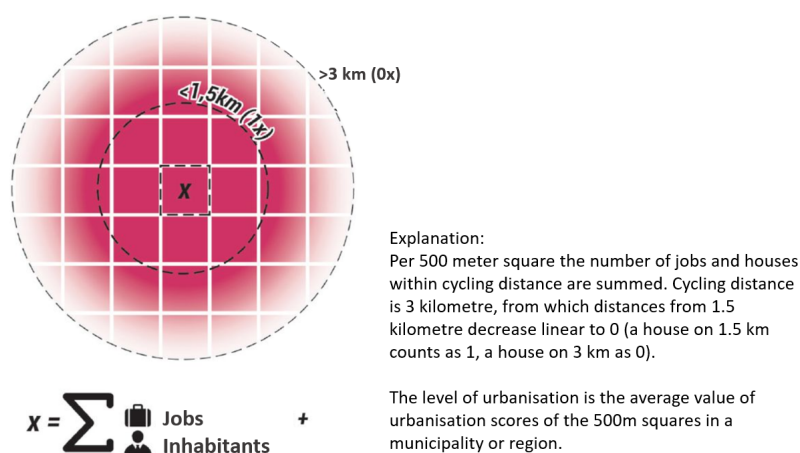 >3 km (0x)
<1,5km (1x)
X
Explanation:
Per 500 meter square the number of jobs and houses
within cycling distance are summed. Cycling distance
is 3 kilometre, from which distances from 1.5
kilometre decrease linear to 0 (a house on 1.5 km
counts as 1, a house on 3 km as 0).
The level of urbanisation is the average value of
urbanisation scores of the 500m squares in a
municipality or region.
X = Σ Jobs +
Inhabitants